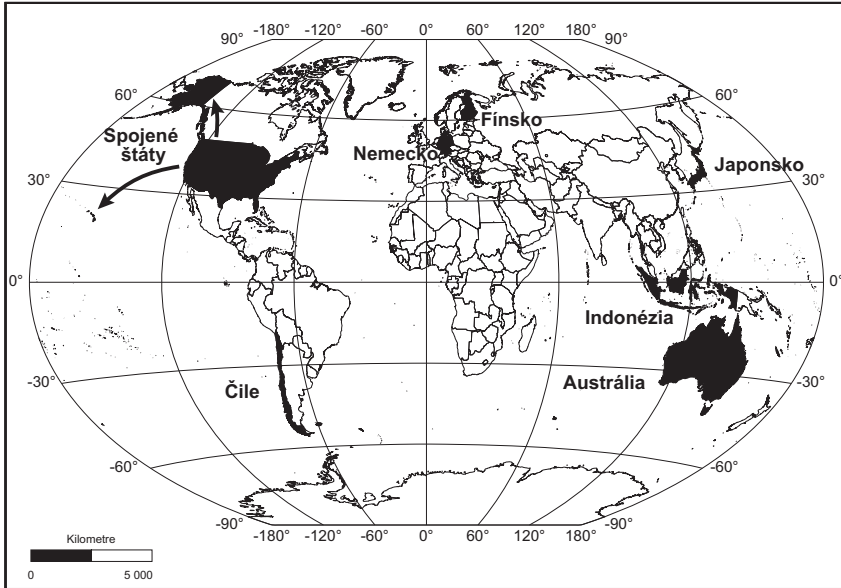 -180° -120° -60° 0° 60° 120° 180°
90° 90°
60° 60°
Fínsko
Spojené
štáty
Nemecko
Japonsko
30° 30°
0° 0°
Indonézia
-30° -30°
Čile
Austrália
-60° -60°
-90° -90°
-180° -120° -60° 0° 60° 120° 180°
Kilometre
0 5 000